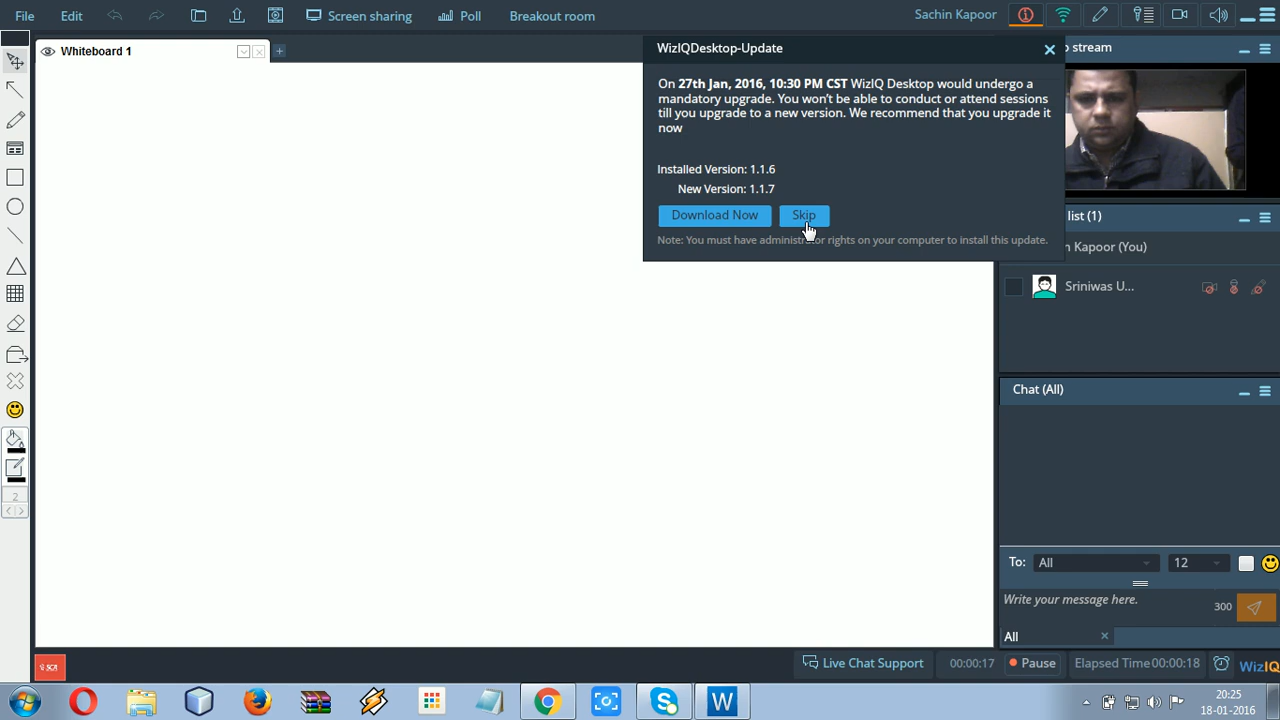 File Edit Screen sharing Poll Breakout room Sachin Kapoor
Whiteboard 1
WizIQDesktop-Update
stream
On 27th Jan, 2016, 10:30 PM CST WizIQ Desktop would undergo a
mandatory upgrade. You won't be able to conduct or attend sessions
till you upgrade to a new version. We recommend that you upgrade it
now
Installed Version: 1.1.6
New Version: 1.1.7
Download Now Skip
Note: You must have rights on your computer to install this update.
list (1)
Kapoor (You)
Sriniwas U...
Chat (All)
2
To: All 12
Write your message here. 300
All
Live Chat Support 00:00:17 Pause Elapsed Time 00:00:18 WizIQ
W
20:25
18-01-2016